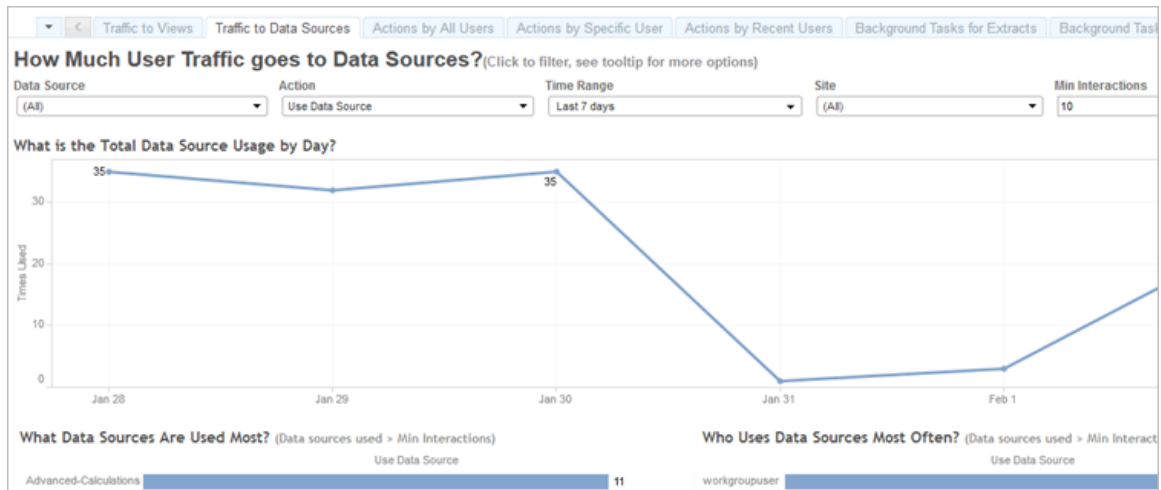 Traffic to Views Traffic to Data Sources Actions by All Users Actions by Specific User Actions by Recent Users Background Tasks for Extracts Background Tas
How Much User Traffic goes to Data Sources?(Click to filter, see tooltip for more options)
Data Source Action Time Range Site Min Interactions
(All) Use Data Source Last 7 days (All) 10
What is the Total Data Source Usage by Day?
35
35
30
20
10
0
Times Used
Jan 28 Jan 29 Jan 30 Jan 31 Feb 1
What Data Sources Are Used Most? (Data sources used > Min Interactions) Who Uses Data Sources Most Often? (Data sources used > Min Interact
Use Data Source Use Data Source
Advanced-Calculations 11 workgroupuser